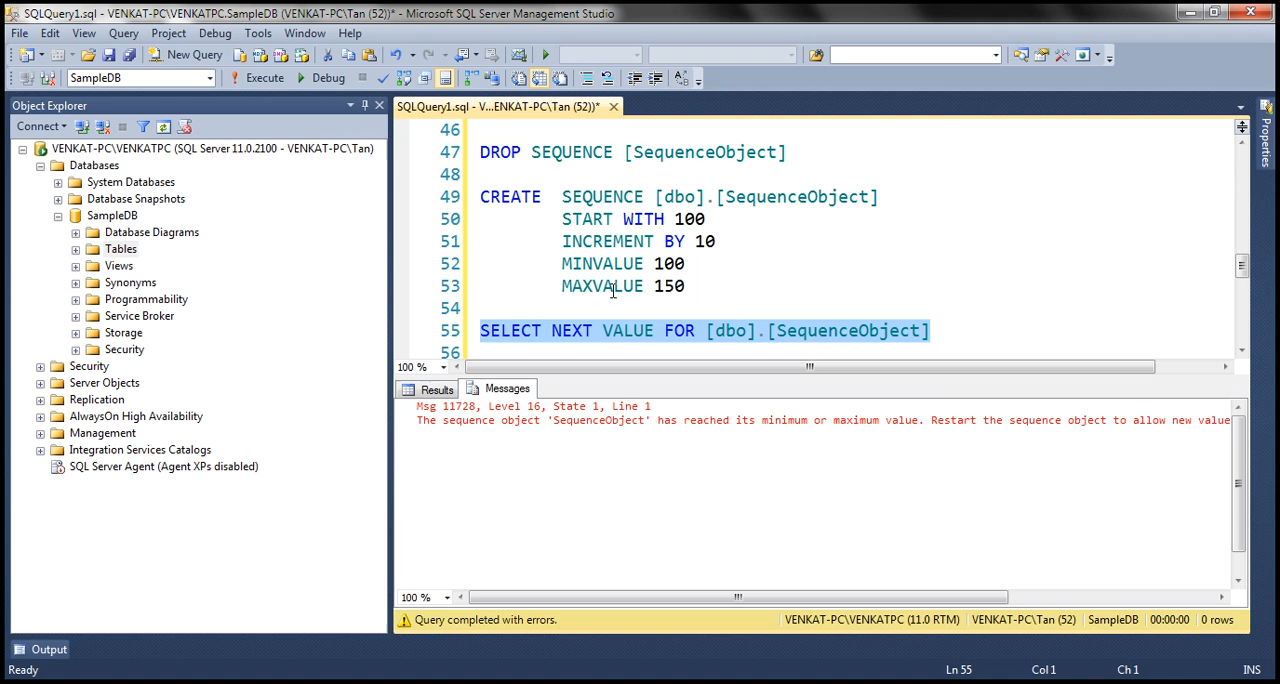 SQLQuery1.sql - VENKAT-PC\VENKATPC.SampleDB (VENKAT-PC\Tan (52))* - Microsoft SQL Server Management Studio
File Edit View Query Project Debug Tools Window Help
New Query
SampleDB Execute Debug
Object Explorer
Connect
VENKAT-PC\VENKATPC (SQL Server 11.0.2100 - VENKAT-PC\Tan)
Databases
System Databases
Database Snapshots
SampleDB
Database Diagrams
Tables
Views
Synonyms
Programmability
Service Broker
Storage
Security
Security
Server Objects
Replication
AlwaysOn High Availability
Management
Integration Services Catalogs
SQL Server Agent (Agent XPs disabled)
SQLQuery1.sql - V...ENKAT-PC\Tan (52))*
46
47 DROP SEQUENCE [SequenceObject]
48
49 CREATE SEQUENCE [dbo].[SequenceObject]
50 START WITH 100
51 INCREMENT BY 10
52 MINVALUE 100
53 MAXVALUE 150
54
55 SELECT NEXT VALUE FOR [dbo].[SequenceObject]
56
100 %
Results Messages
Msg 11728, Level 16, State 1, Line 1
The sequence object 'SequenceObject' has reached its minimum or maximum value. Restart the sequence object to allow new value
100 %
Query completed with errors. VENKAT-PC\VENKATPC (11.0 RTM) VENKAT-PC\Tan (52) SampleDB 00:00:00 0 rows
Properties
Output
Ready Ln 55 Col 1 Ch 1 INS